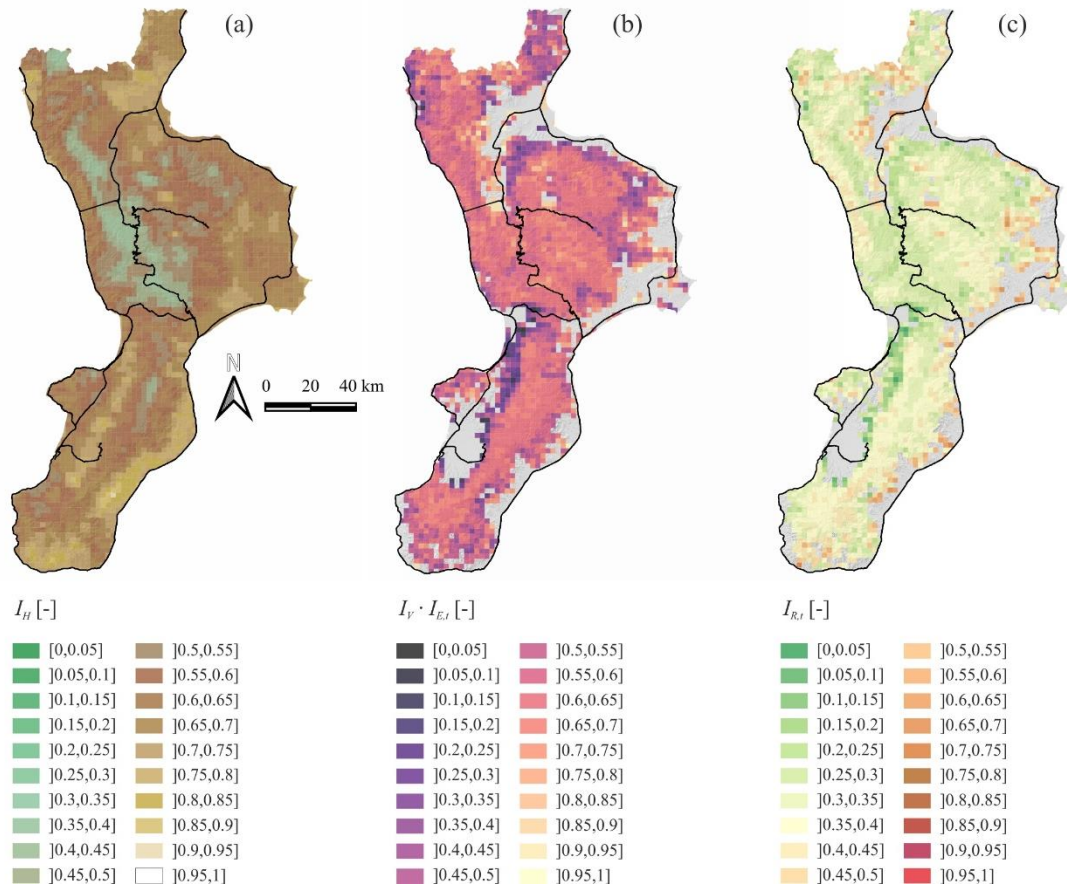 (a) (b) (c)
N
0 20 40 km
I_H [-] I_V · I_E,t [-] I_R,t [-]
[0,0.05] ]0.5,0.55] [0,0.05] ]0.5,0.55] [0,0.05] ]0.5,0.55]
]0.05,0.1] ]0.55,0.6] ]0.05,0.1] ]0.55,0.6] ]0.05,0.1] ]0.55,0.6]
]0.1,0.15] ]0.6,0.65] ]0.1,0.15] ]0.6,0.65] ]0.1,0.15] ]0.6,0.65]
]0.15,0.2] ]0.65,0.7] ]0.15,0.2] ]0.65,0.7] ]0.15,0.2] ]0.65,0.7]
]0.2,0.25] ]0.7,0.75] ]0.2,0.25] ]0.7,0.75] ]0.2,0.25] ]0.7,0.75]
]0.25,0.3] ]0.75,0.8] ]0.25,0.3] ]0.75,0.8] ]0.25,0.3] ]0.75,0.8]
]0.3,0.35] ]0.8,0.85] ]0.3,0.35] ]0.8,0.85] ]0.3,0.35] ]0.8,0.85]
]0.35,0.4] ]0.85,0.9] ]0.35,0.4] ]0.85,0.9] ]0.35,0.4] ]0.85,0.9]
]0.4,0.45] ]0.9,0.95] ]0.4,0.45] ]0.9,0.95] ]0.4,0.45] ]0.9,0.95]
]0.45,0.5] ]0.95,1] ]0.45,0.5] ]0.95,1] ]0.45,0.5] ]0.95,1]